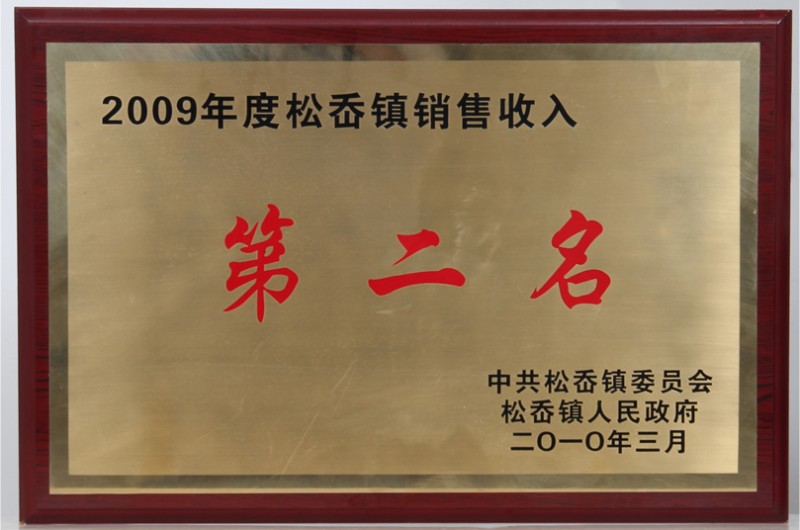 2009年度松岙镇销售收入
第二名
中共松岙镇委员会
松岙镇人民政府
二〇一〇年三月